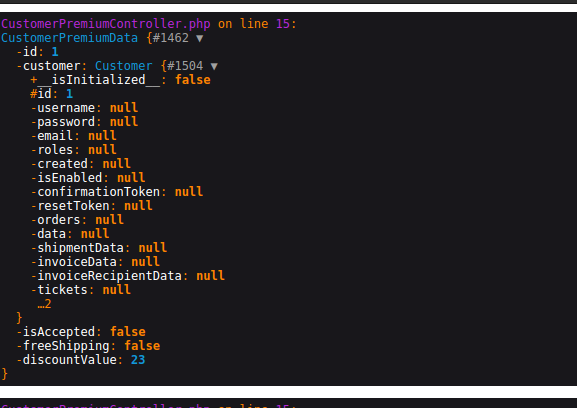 CustomerPremiumController.php on line 15:
CustomerPremiumData {#1462 ▼
  -id: 1
  -customer: Customer {#1504 ▼
    +__isInitialized__: false
    #id: 1
    -username: null
    -password: null
    -email: null
    -roles: null
    -created: null
    -isEnabled: null
    -confirmationToken: null
    -resetToken: null
    -orders: null
    -data: null
    -shipmentData: null
    -invoiceData: null
    -invoiceRecipientData: null
    -tickets: null
     …2
  }
  -isAccepted: false
  -freeShipping: false
  -discountValue: 23
}
CustomerPremiumController.php on line 15: